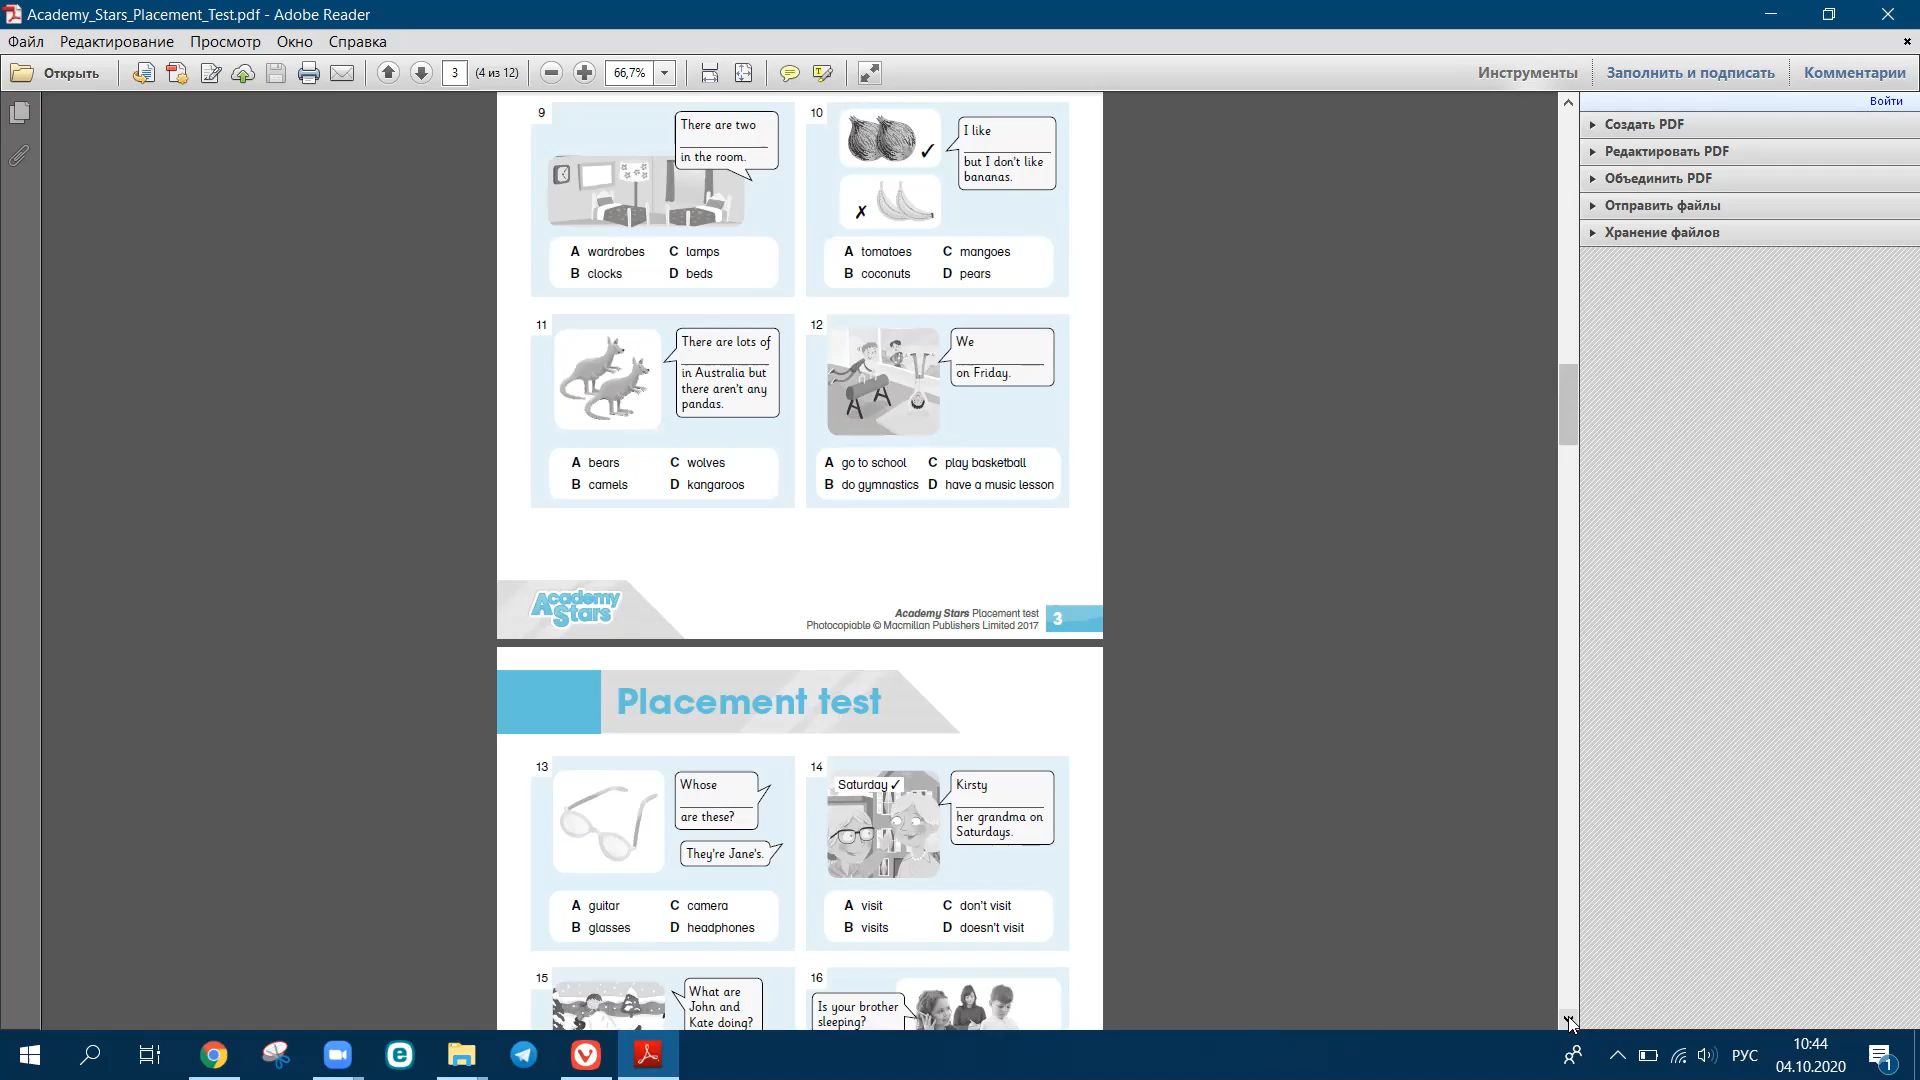 Academy_Stars_Placement_Test.pdf - Adobe Reader
Файл Редактирование Просмотр Окно Справка
Открыть 3 (4 из 12) 66,7% Инструменты Заполнить и подписать Комментарии
Войти
Создать PDF
Редактировать PDF
Объединить PDF
Отправить файлы
Хранение файлов
9
There are two
in the room.
A wardrobes C lamps
B clocks D beds
10
I like
but I don't like
bananas.
A tomatoes C mangoes
B coconuts D pears
11
There are lots of
in Australia but
there aren't any
pandas.
A bears C wolves
B camels D kangaroos
12
We
on Friday.
A go to school C play basketball
B do gymnastics D have a music lesson
Academy
Stars
Academy Stars Placement test
Photocopiable © Macmillan Publishers Limited 2017
3
Placement test
13
Whose
are these?
They're Jane's.
A guitar C camera
B glasses D headphones
14
Saturday ✓
Kirsty
her grandma on
Saturdays.
A visit C don't visit
B visits D doesn't visit
15
What are
John and
Kate doing?
16
Is your brother
sleeping?
РУС
10:44
04.10.2020
1